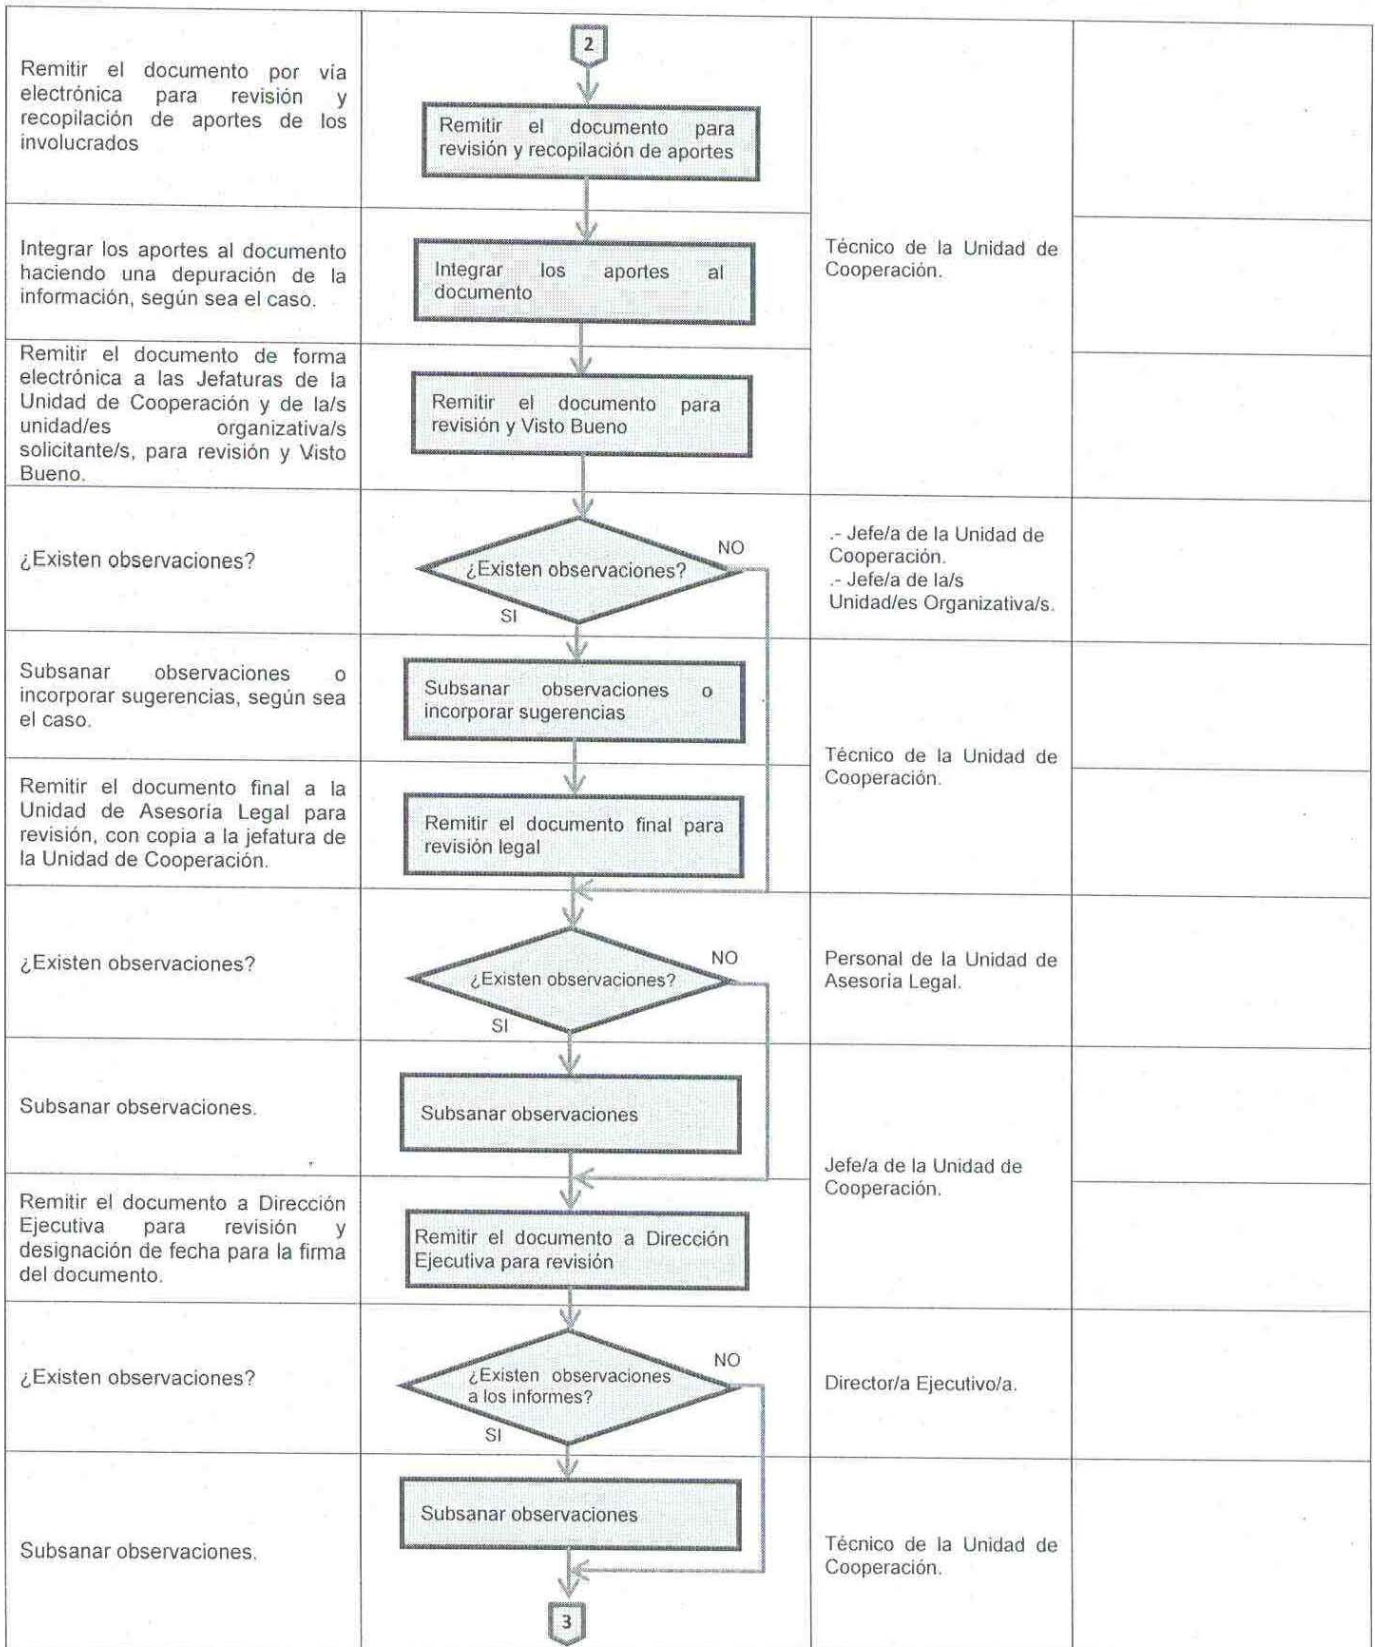 2
Remitir el documento por vía
electrónica para revisión y
recopilación de aportes de los
involucrados
Remitir el documento para
revisión y recopilación de aportes
Integrar los aportes al documento
haciendo una depuración de la
información, según sea el caso.
Integrar los aportes al
documento
Técnico de la Unidad de
Cooperación.
Remitir el documento de forma
electrónica a las Jefaturas de la
Unidad de Cooperación y de la/s
unidad/es organizativa/s
solicitante/s, para revisión y Visto
Bueno.
Remitir el documento para
revisión y Visto Bueno
¿Existen observaciones?
¿Existen observaciones?
NO
SI
.- Jefe/a de la Unidad de
Cooperación.
.- Jefe/a de la/s
Unidad/es Organizativa/s.
Subsanar observaciones o
incorporar sugerencias, según sea
el caso.
Subsanar observaciones o
incorporar sugerencias
Técnico de la Unidad de
Cooperación.
Remitir el documento final a la
Unidad de Asesoría Legal para
revisión, con copia a la jefatura de
la Unidad de Cooperación.
Remitir el documento final para
revisión legal
¿Existen observaciones?
¿Existen observaciones?
NO
SI
Personal de la Unidad de
Asesoría Legal.
Subsanar observaciones.
Subsanar observaciones
Jefe/a de la Unidad de
Cooperación.
Remitir el documento a Dirección
Ejecutiva para revisión y
designación de fecha para la firma
del documento.
Remitir el documento a Dirección
Ejecutiva para revisión
¿Existen observaciones?
¿Existen observaciones
a los informes?
NO
SI
Director/a Ejecutivo/a.
Subsanar observaciones.
Subsanar observaciones
Técnico de la Unidad de
Cooperación.
3